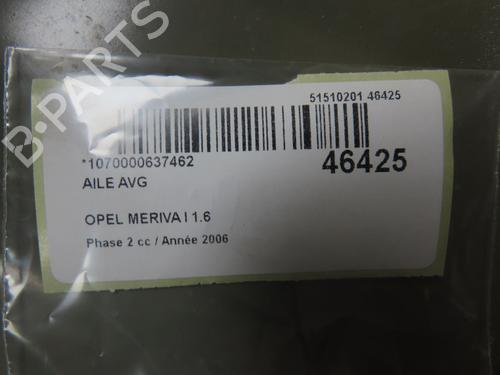 B-PARTS
51510201 46425
*1070000637462
46425
AILE AVG
OPEL MERIVA I 1.6
Phase 2 cc / Année 2006